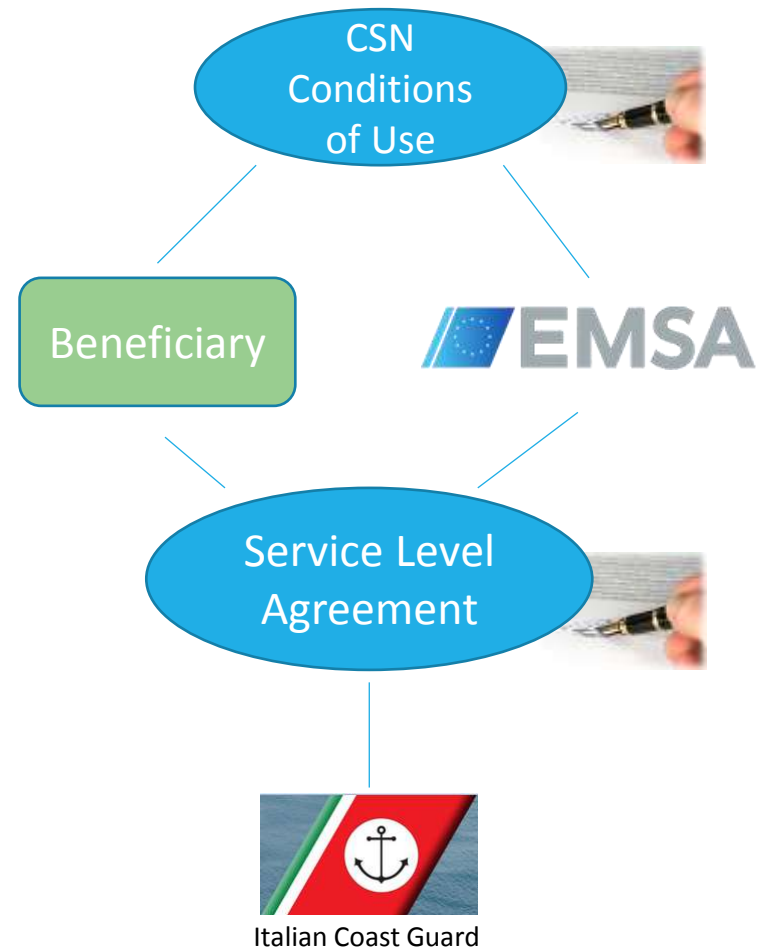 CSN
Conditions
of Use
Beneficiary
EMSA
Service Level
Agreement
Italian Coast Guard